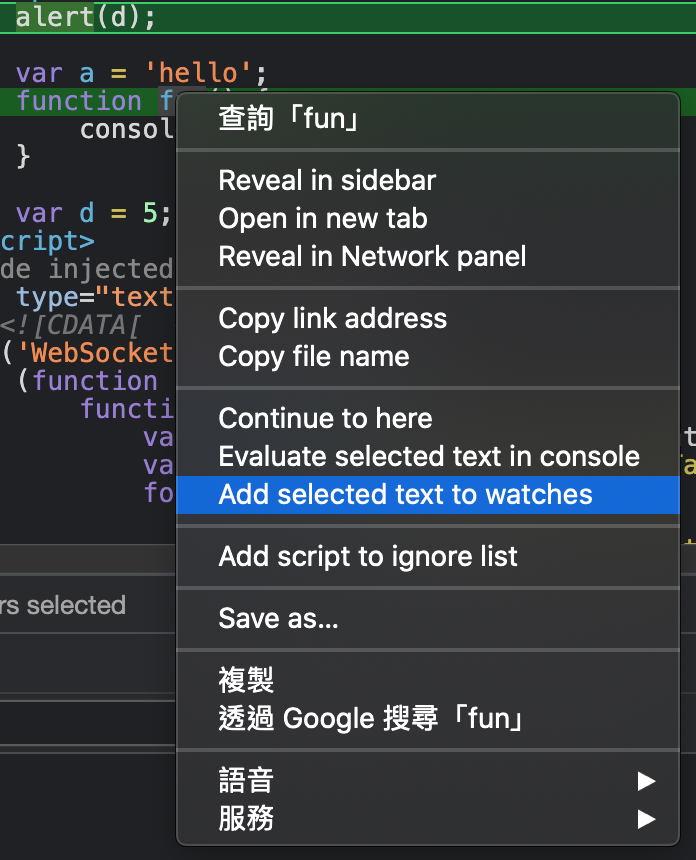 alert(d);
var a = 'hello';
function f
consol
}
var d = 5;
cript>
de injected
type="text
<![CDATA[
('WebSocket
(function
functi
va
va
fo
rs selected
查詢「fun」
Reveal in sidebar
Open in new tab
Reveal in Network panel
Copy link address
Copy file name
Continue to here
Evaluate selected text in console
Add selected text to watches
Add script to ignore list
Save as...
複製
透過 Google 搜尋「fun」
語音
服務